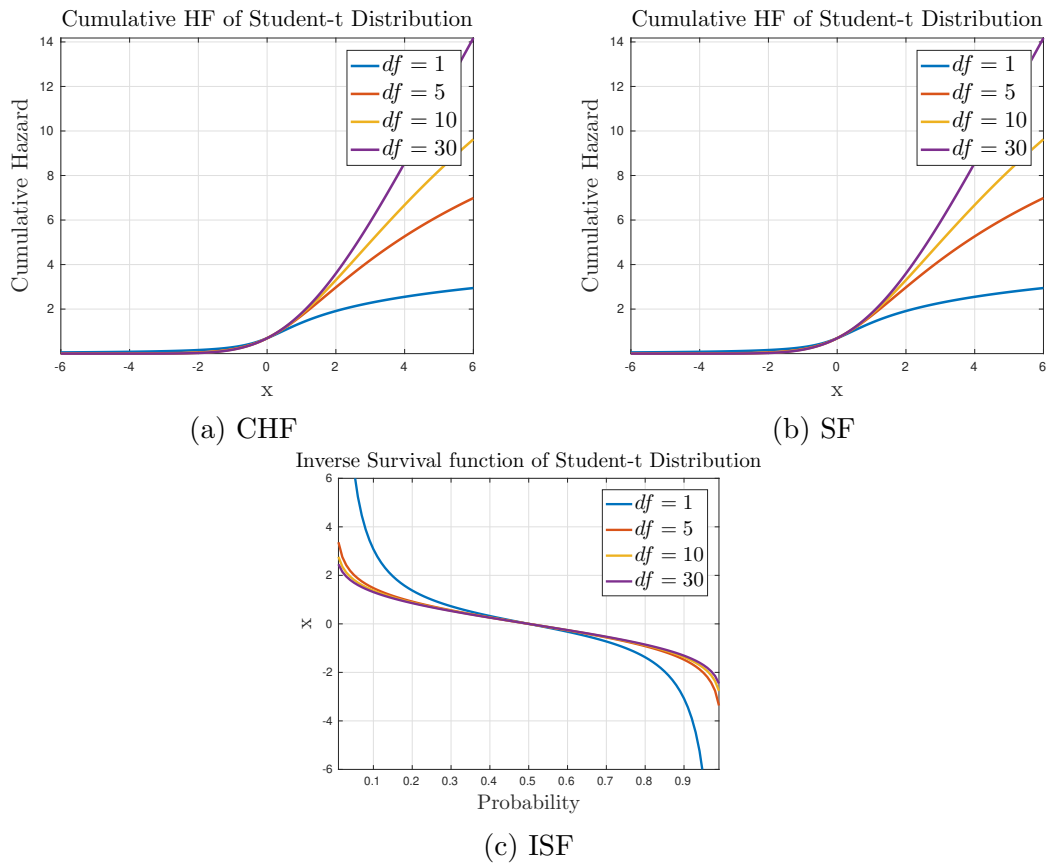 Cumulative HF of Student-t Distribution
14
12
10
8
6
4
2
-6 -4 -2 0 2 4 6
Cumulative Hazard
x
df = 1
df = 5
df = 10
df = 30
(a) CHF
Cumulative HF of Student-t Distribution
14
12
10
8
6
4
2
-6 -4 -2 0 2 4 6
Cumulative Hazard
x
df = 1
df = 5
df = 10
df = 30
(b) SF
Inverse Survival function of Student-t Distribution
6
4
2
0
-2
-4
-6
0.1 0.2 0.3 0.4 0.5 0.6 0.7 0.8 0.9
x
Probability
df = 1
df = 5
df = 10
df = 30
(c) ISF